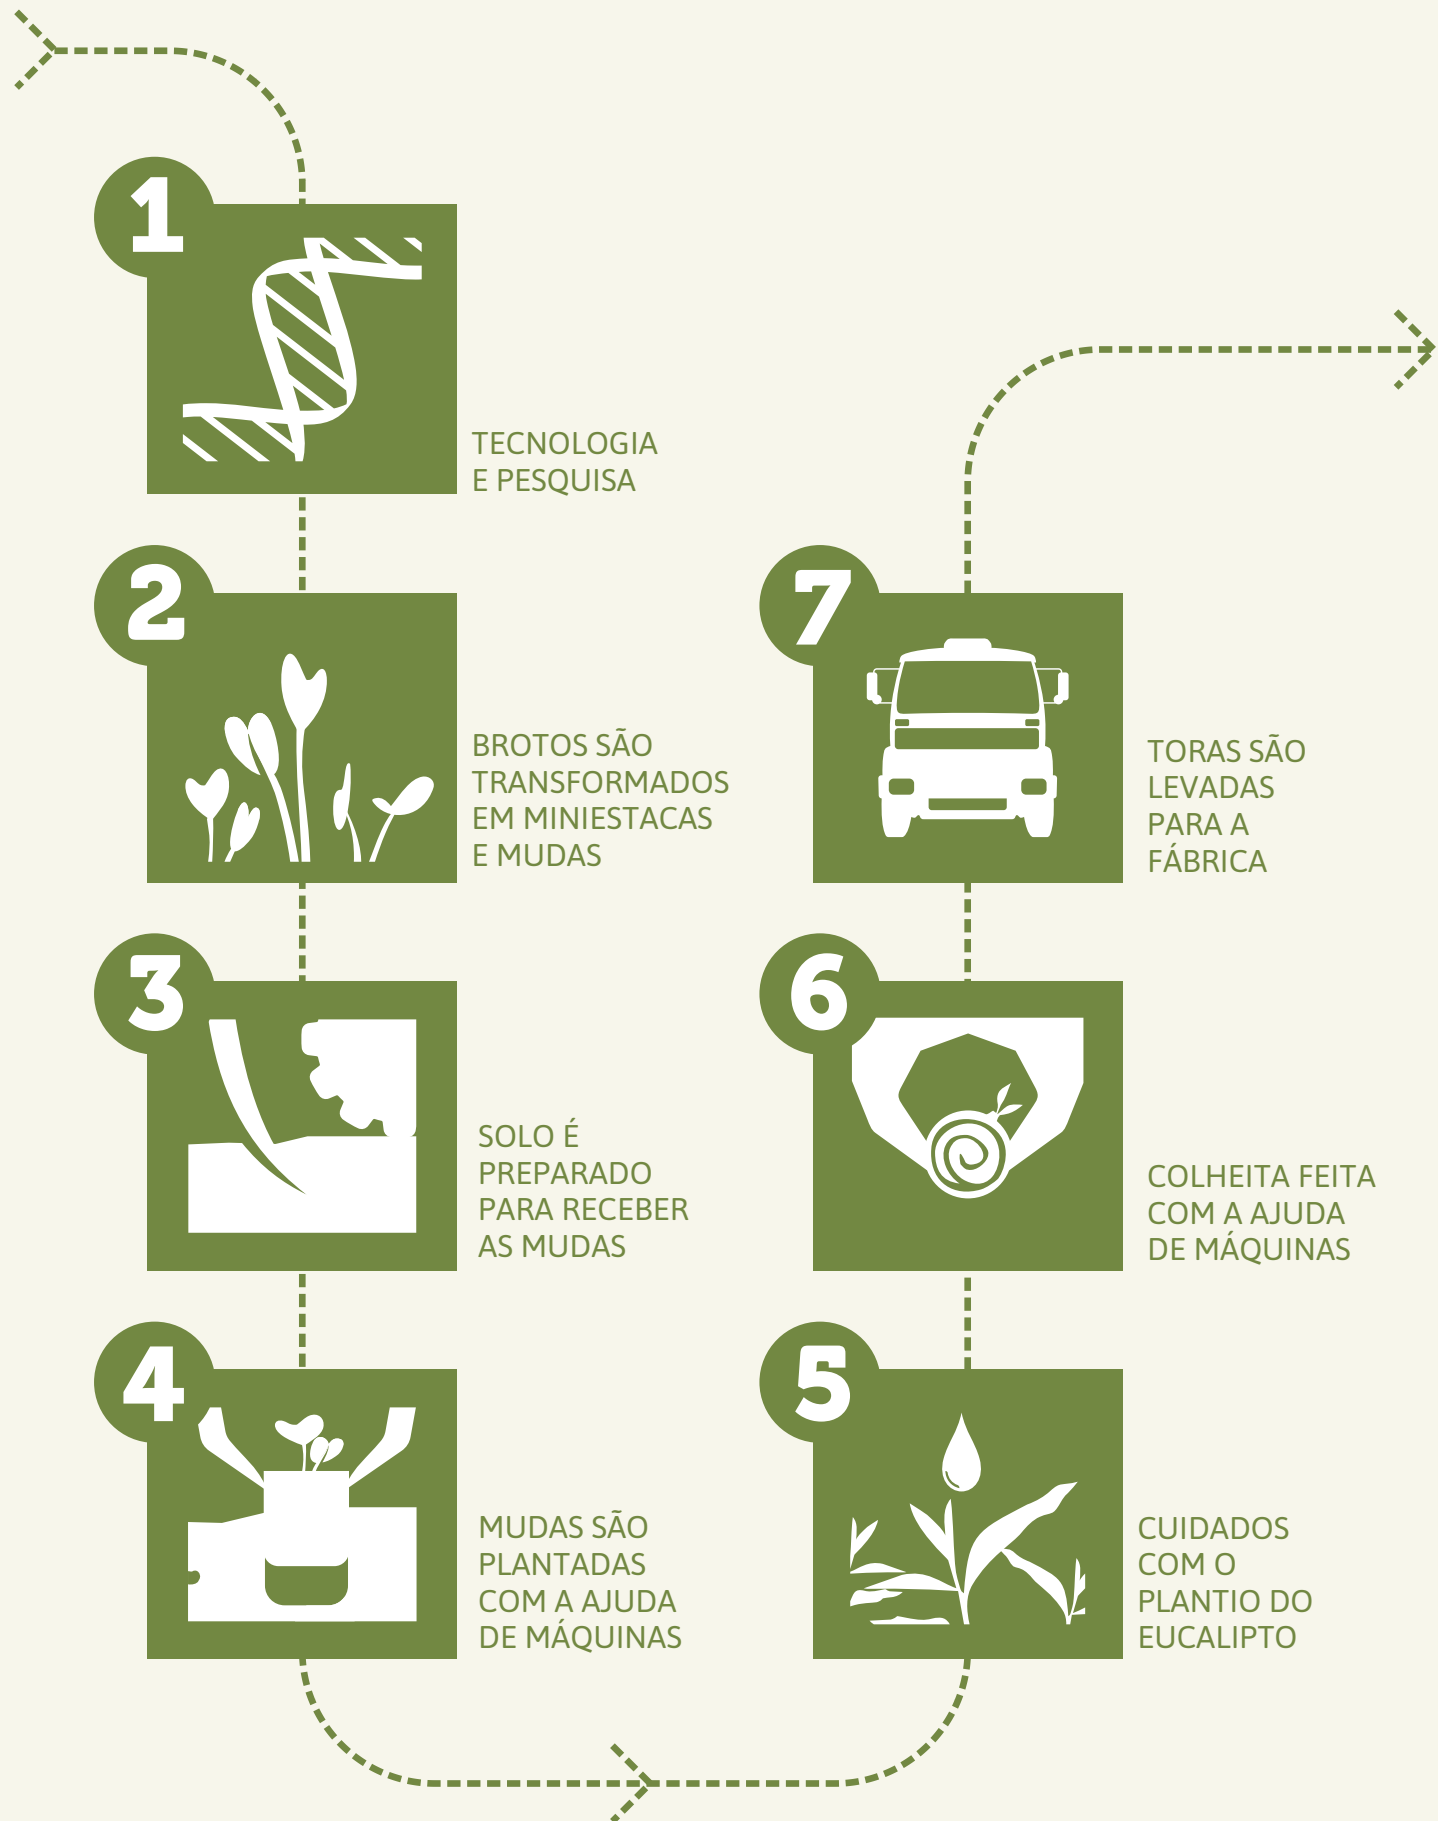 1
TECNOLOGIA
E PESQUISA
2
BROTOS SÃO
TRANSFORMADOS
EM MINIESTACAS
E MUDAS
3
SOLO É
PREPARADO
PARA RECEBER
AS MUDAS
4
MUDAS SÃO
PLANTADAS
COM A AJUDA
DE MÁQUINAS
5
CUIDADOS
COM O
PLANTIO DO
EUCALIPTO
6
COLHEITA FEITA
COM A AJUDA
DE MÁQUINAS
7
TORAS SÃO
LEVADAS
PARA A
FÁBRICA